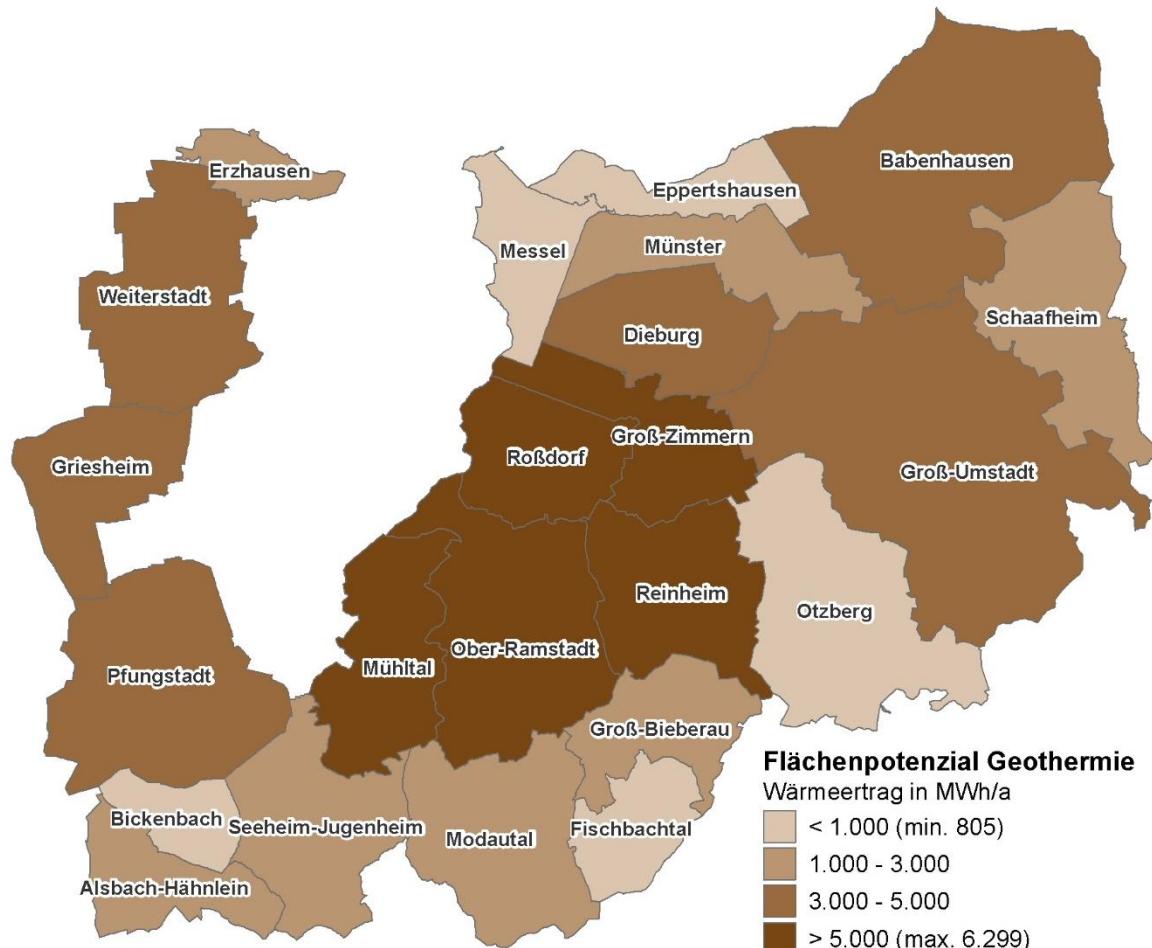 Babenhausen
Erzhausen
Eppertshausen
Messel
Münster
Weiterstadt
Schaafheim
Dieburg
Groß-Zimmern
Roßdorf
Griesheim
Groß-Umstadt
Reinheim
Otzberg
Ober-Ramstadt
Mühltal
Pfungstadt
Groß-Bieberau
Bickenbach
Seeheim-Jugenheim
Fischbachtal
Modautal
Alsbach-Hähnlein
Flächenpotenzial Geothermie
Wärmeertrag in MWh/a
< 1.000 (min. 805)
1.000 - 3.000
3.000 - 5.000
> 5.000 (max. 6.299)